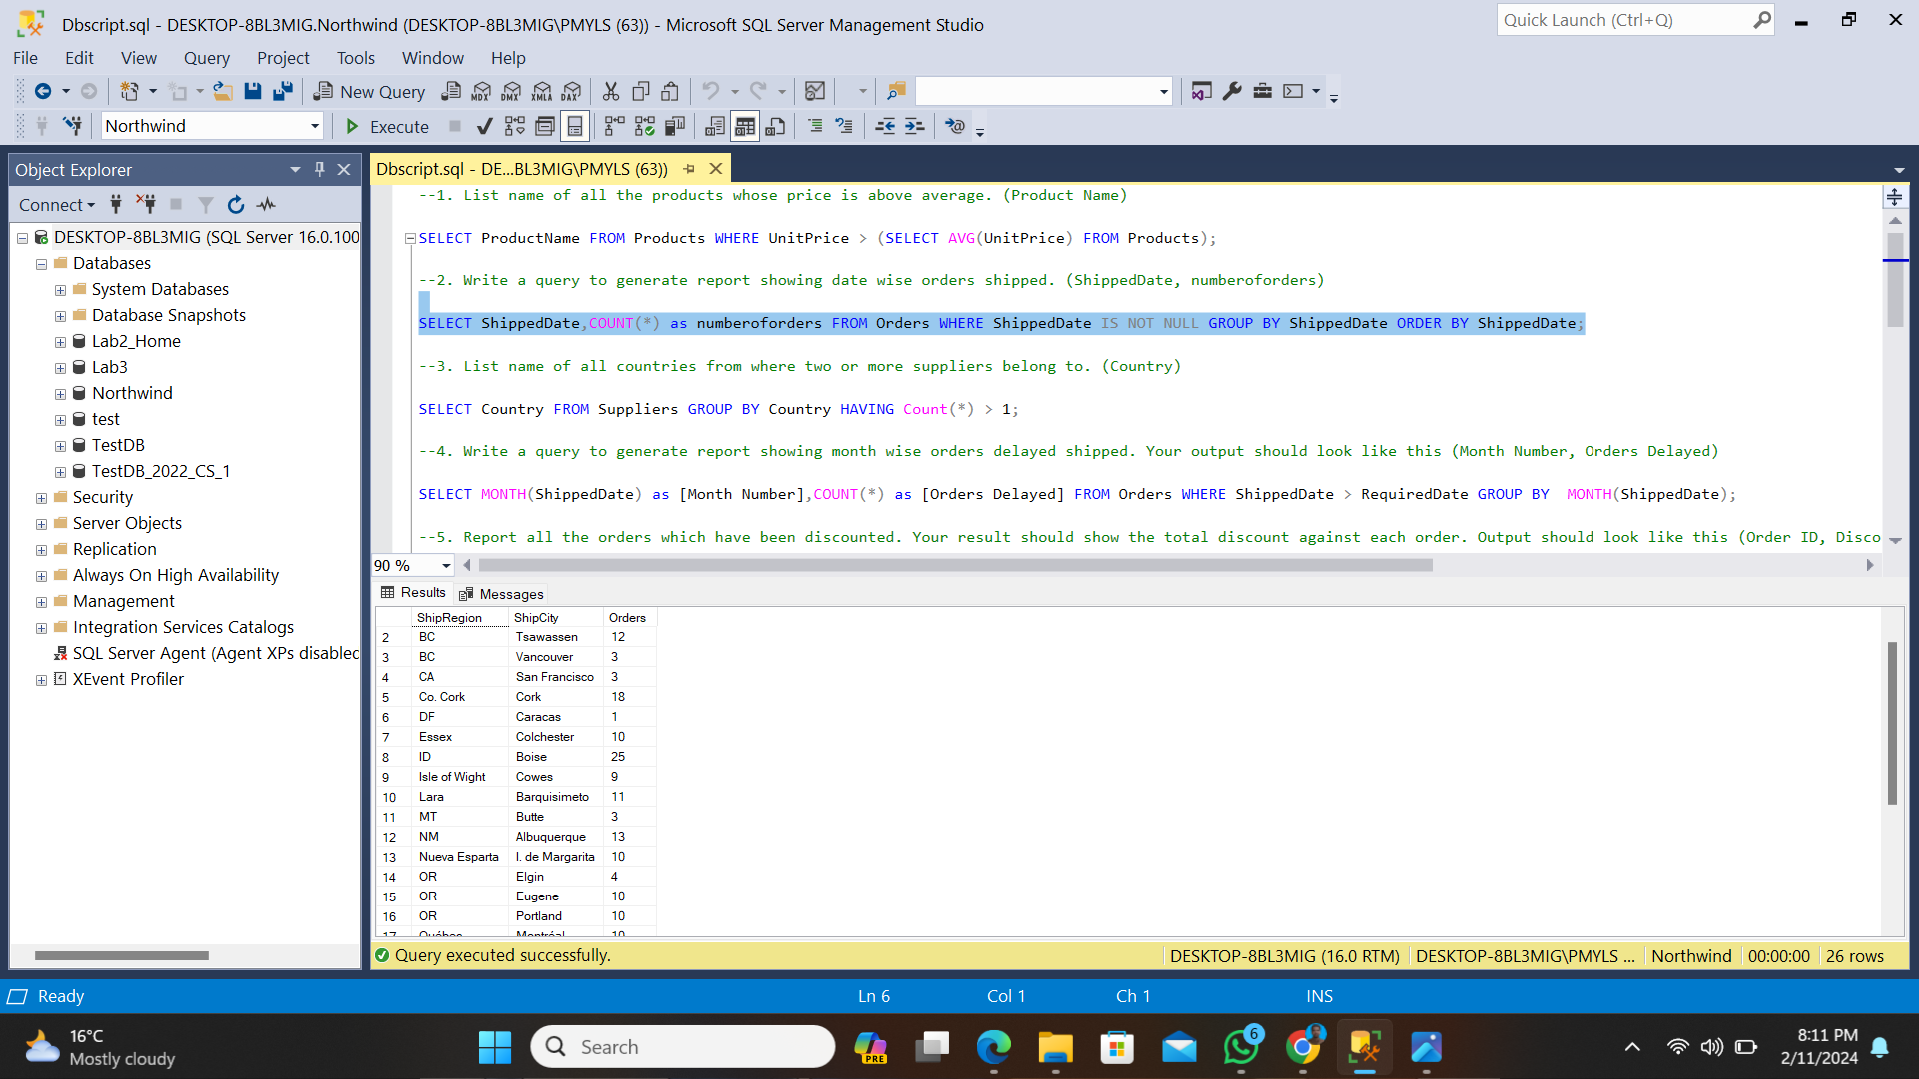 Dbscript.sql - DESKTOP-8BL3MIG.Northwind (DESKTOP-8BL3MIG\PMYLS (63)) - Microsoft SQL Server Management Studio
Quick Launch (Ctrl+Q)
File Edit View Query Project Tools Window Help
New Query MDX DMX XMLA DAX
Northwind Execute
Object Explorer
Connect
DESKTOP-8BL3MIG (SQL Server 16.0.100
Databases
System Databases
Database Snapshots
Lab2_Home
Lab3
Northwind
test
TestDB
TestDB_2022_CS_1
Security
Server Objects
Replication
Always On High Availability
Management
Integration Services Catalogs
SQL Server Agent (Agent XPs disabled
XEvent Profiler
Dbscript.sql - DE...BL3MIG\PMYLS (63))
--1. List name of all the products whose price is above average. (Product Name)
SELECT ProductName FROM Products WHERE UnitPrice > (SELECT AVG(UnitPrice) FROM Products);
--2. Write a query to generate report showing date wise orders shipped. (ShippedDate, numberoforders)
SELECT ShippedDate,COUNT(*) as numberoforders FROM Orders WHERE ShippedDate IS NOT NULL GROUP BY ShippedDate ORDER BY ShippedDate;
--3. List name of all countries from where two or more suppliers belong to. (Country)
SELECT Country FROM Suppliers GROUP BY Country HAVING Count(*) > 1;
--4. Write a query to generate report showing month wise orders delayed shipped. Your output should look like this (Month Number, Orders Delayed)
SELECT MONTH(ShippedDate) as [Month Number],COUNT(*) as [Orders Delayed] FROM Orders WHERE ShippedDate > RequiredDate GROUP BY  MONTH(ShippedDate);
--5. Report all the orders which have been discounted. Your result should show the total discount against each order. Output should look like this (Order ID, Disco
90 %
Results Messages
ShipRegion ShipCity Orders
2 BC Tsawassen 12
3 BC Vancouver 3
4 CA San Francisco 3
5 Co. Cork Cork 18
6 DF Caracas 1
7 Essex Colchester 10
8 ID Boise 25
9 Isle of Wight Cowes 9
10 Lara Barquisimeto 11
11 MT Butte 3
12 NM Albuquerque 13
13 Nueva Esparta I. de Margarita 10
14 OR Elgin 4
15 OR Eugene 10
16 OR Portland 10
17 Québec Montréal 10
Query executed successfully.
DESKTOP-8BL3MIG (16.0 RTM) DESKTOP-8BL3MIG\PMYLS ... Northwind 00:00:00 26 rows
Ready Ln 6 Col 1 Ch 1 INS
16°C
Mostly cloudy
Search
PRE
6
8:11 PM
2/11/2024